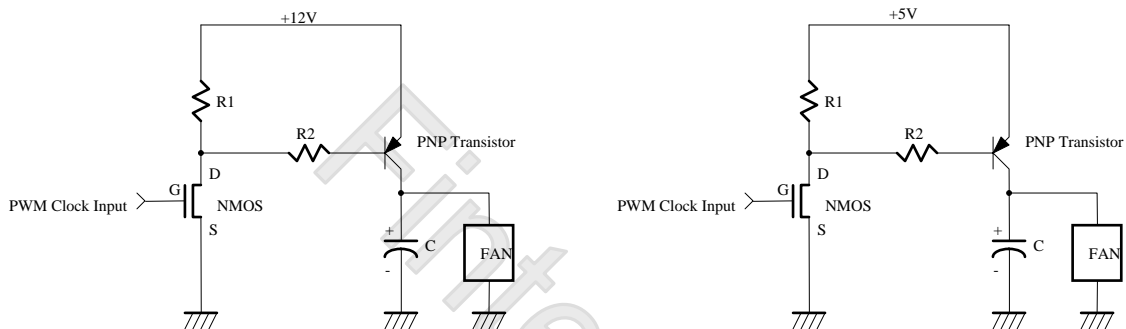 +12V
R1
R2
PNP Transistor
D
G
PWM Clock Input
NMOS
S
+
C
FAN
-
+5V
R1
R2
PNP Transistor
D
G
PWM Clock Input
NMOS
S
+
C
FAN
-
Finte